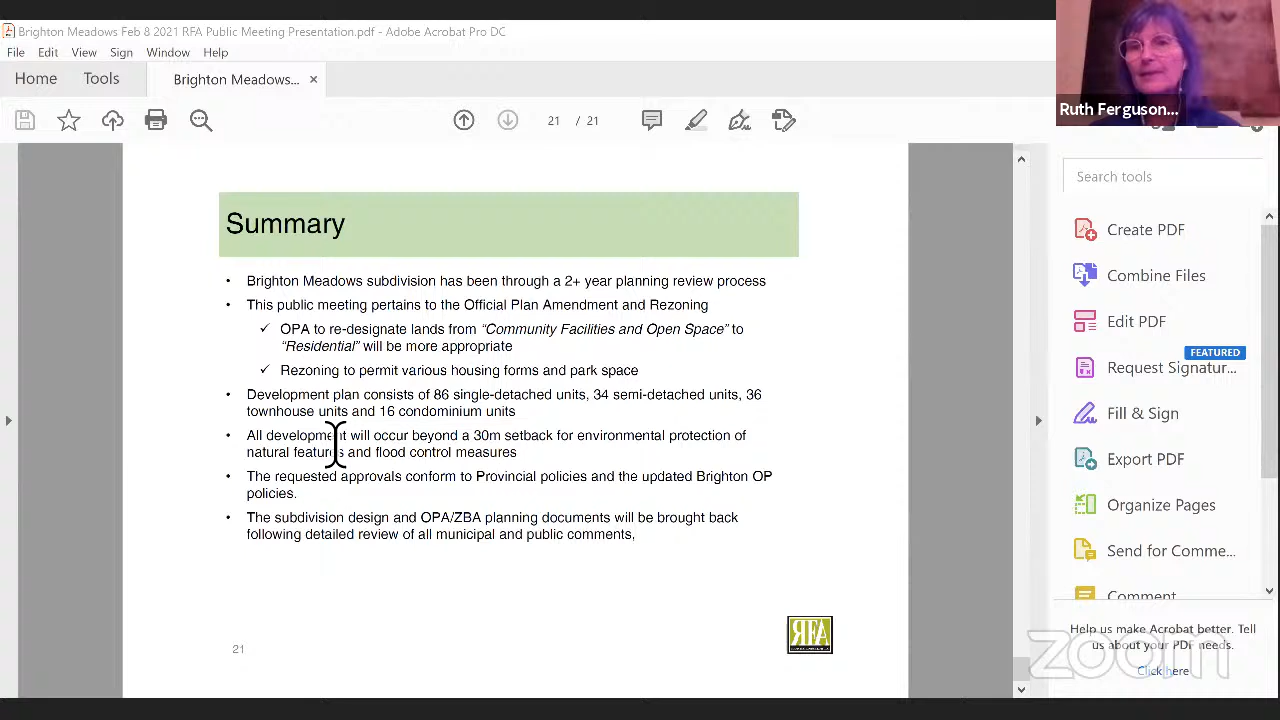 Brighton Meadows Feb 8 2021 RFA Public Meeting Presentation.pdf - Adobe Acrobat Pro DC
File Edit View Sign Window Help
Home Tools Brighton Meadows... ×
21 / 21
Ruth Ferguson...
Search tools
Create PDF
Combine Files
Edit PDF
FEATURED
Request Signatur...
Fill & Sign
Export PDF
Organize Pages
Send for Comme...
Comment
Help us make Acrobat better. Tell
us about your PDF needs.
Click here
zoom
Summary
• Brighton Meadows subdivision has been through a 2+ year planning review process
• This public meeting pertains to the Official Plan Amendment and Rezoning
✓ OPA to re-designate lands from “Community Facilities and Open Space” to
“Residential” will be more appropriate
✓ Rezoning to permit various housing forms and park space
• Development plan consists of 86 single-detached units, 34 semi-detached units, 36
townhouse units and 16 condominium units
• All development will occur beyond a 30m setback for environmental protection of
natural features and flood control measures
• The requested approvals conform to Provincial policies and the updated Brighton OP
policies.
• The subdivision design and OPA/ZBA planning documents will be brought back
following detailed review of all municipal and public comments,
21
RFA